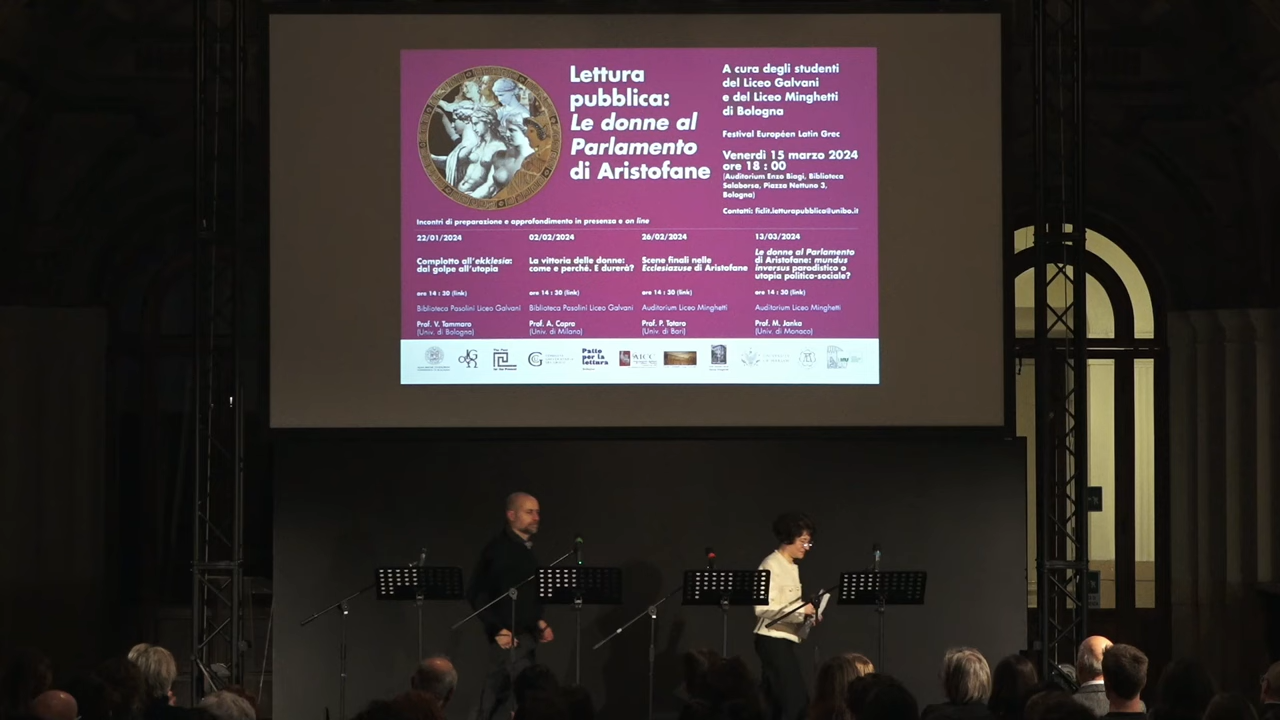 Lettura
pubblica:
Le donne al
Parlamento
di Aristofane
A cura degli studenti
del Liceo Galvani
e del Liceo Minghetti
di Bologna
Festival Européen Latin Grec
Venerdì 15 marzo 2024
ore 18 : 00
(Auditorium Enzo Biagi, Biblioteca
Salaborsa, Piazza Nettuno 3,
Bologna)
Contatti: ficlit.letturapubblica@unibo.it
Incontri di preparazione e approfondimento in presenza e on line
22/01/2024
Complotto all'ekklesia:
dal golpe all'utopia
ore 14 : 30 (link)
Biblioteca Pasolini Liceo Galvani
Prof. V. Tammaro
(Univ. di Bologna)
02/02/2024
La vittoria delle donne:
come e perché. E durerà?
ore 14 : 30 (link)
Biblioteca Pasolini Liceo Galvani
Prof. A. Capra
(Univ. di Milano)
26/02/2024
Scene finali nelle
Ecclesiazuse di Aristofane
ore 14 : 30 (link)
Auditorium Liceo Minghetti
Prof. P. Totaro
(Univ. di Bari)
13/03/2024
Le donne al Parlamento
di Aristofane: mundus
inversus parodistico o
utopia politico-sociale?
ore 14 : 30 (link)
Auditorium Liceo Minghetti
Prof. M. Janka
(Univ. di Monaco)
Patto
per la
lettura
AICC